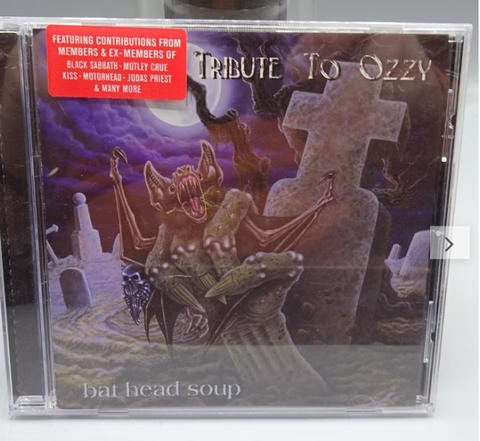 FEATURING CONTRIBUTIONS FROM
MEMBERS & EX-MEMBERS OF
BLACK SABBATH · MOTLEY CRUE
KISS · MOTORHEAD · JUDAS PRIEST
& MANY MORE
TRIBUTE TO OZZY
bat head soup